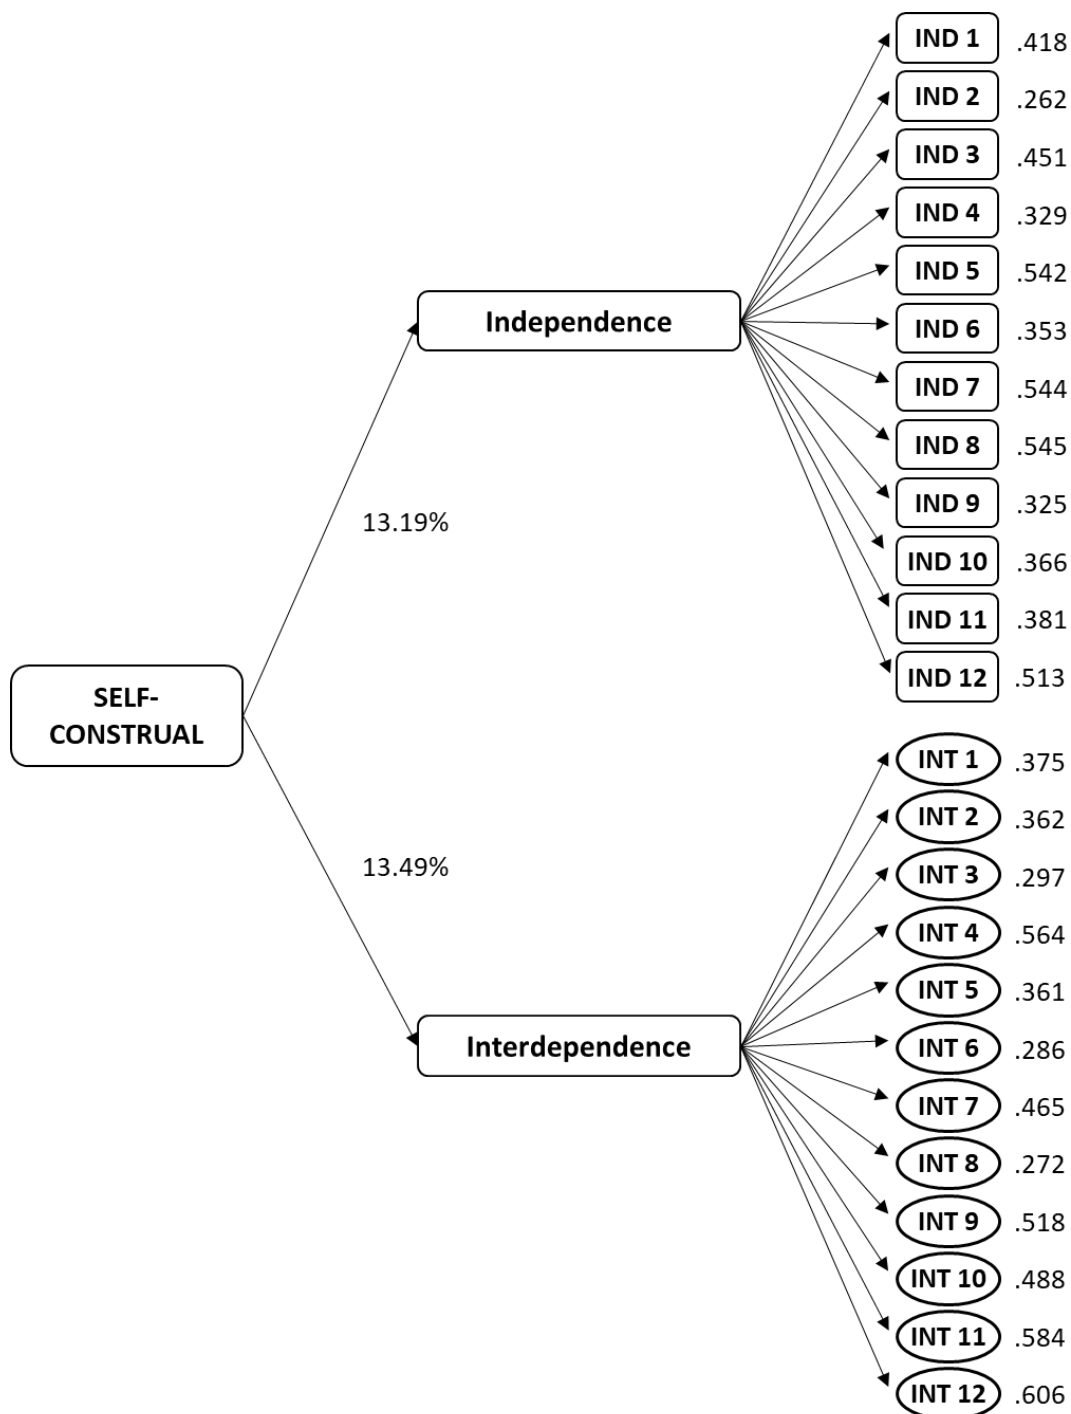 IND 1 .418
IND 2 .262
IND 3 .451
IND 4 .329
IND 5 .542
Independence
IND 6 .353
IND 7 .544
IND 8 .545
IND 9 .325
13.19%
IND 10 .366
IND 11 .381
IND 12 .513
SELF-
CONSTRUAL
INT 1 .375
INT 2 .362
13.49%
INT 3 .297
INT 4 .564
INT 5 .361
Interdependence
INT 6 .286
INT 7 .465
INT 8 .272
INT 9 .518
INT 10 .488
INT 11 .584
INT 12 .606